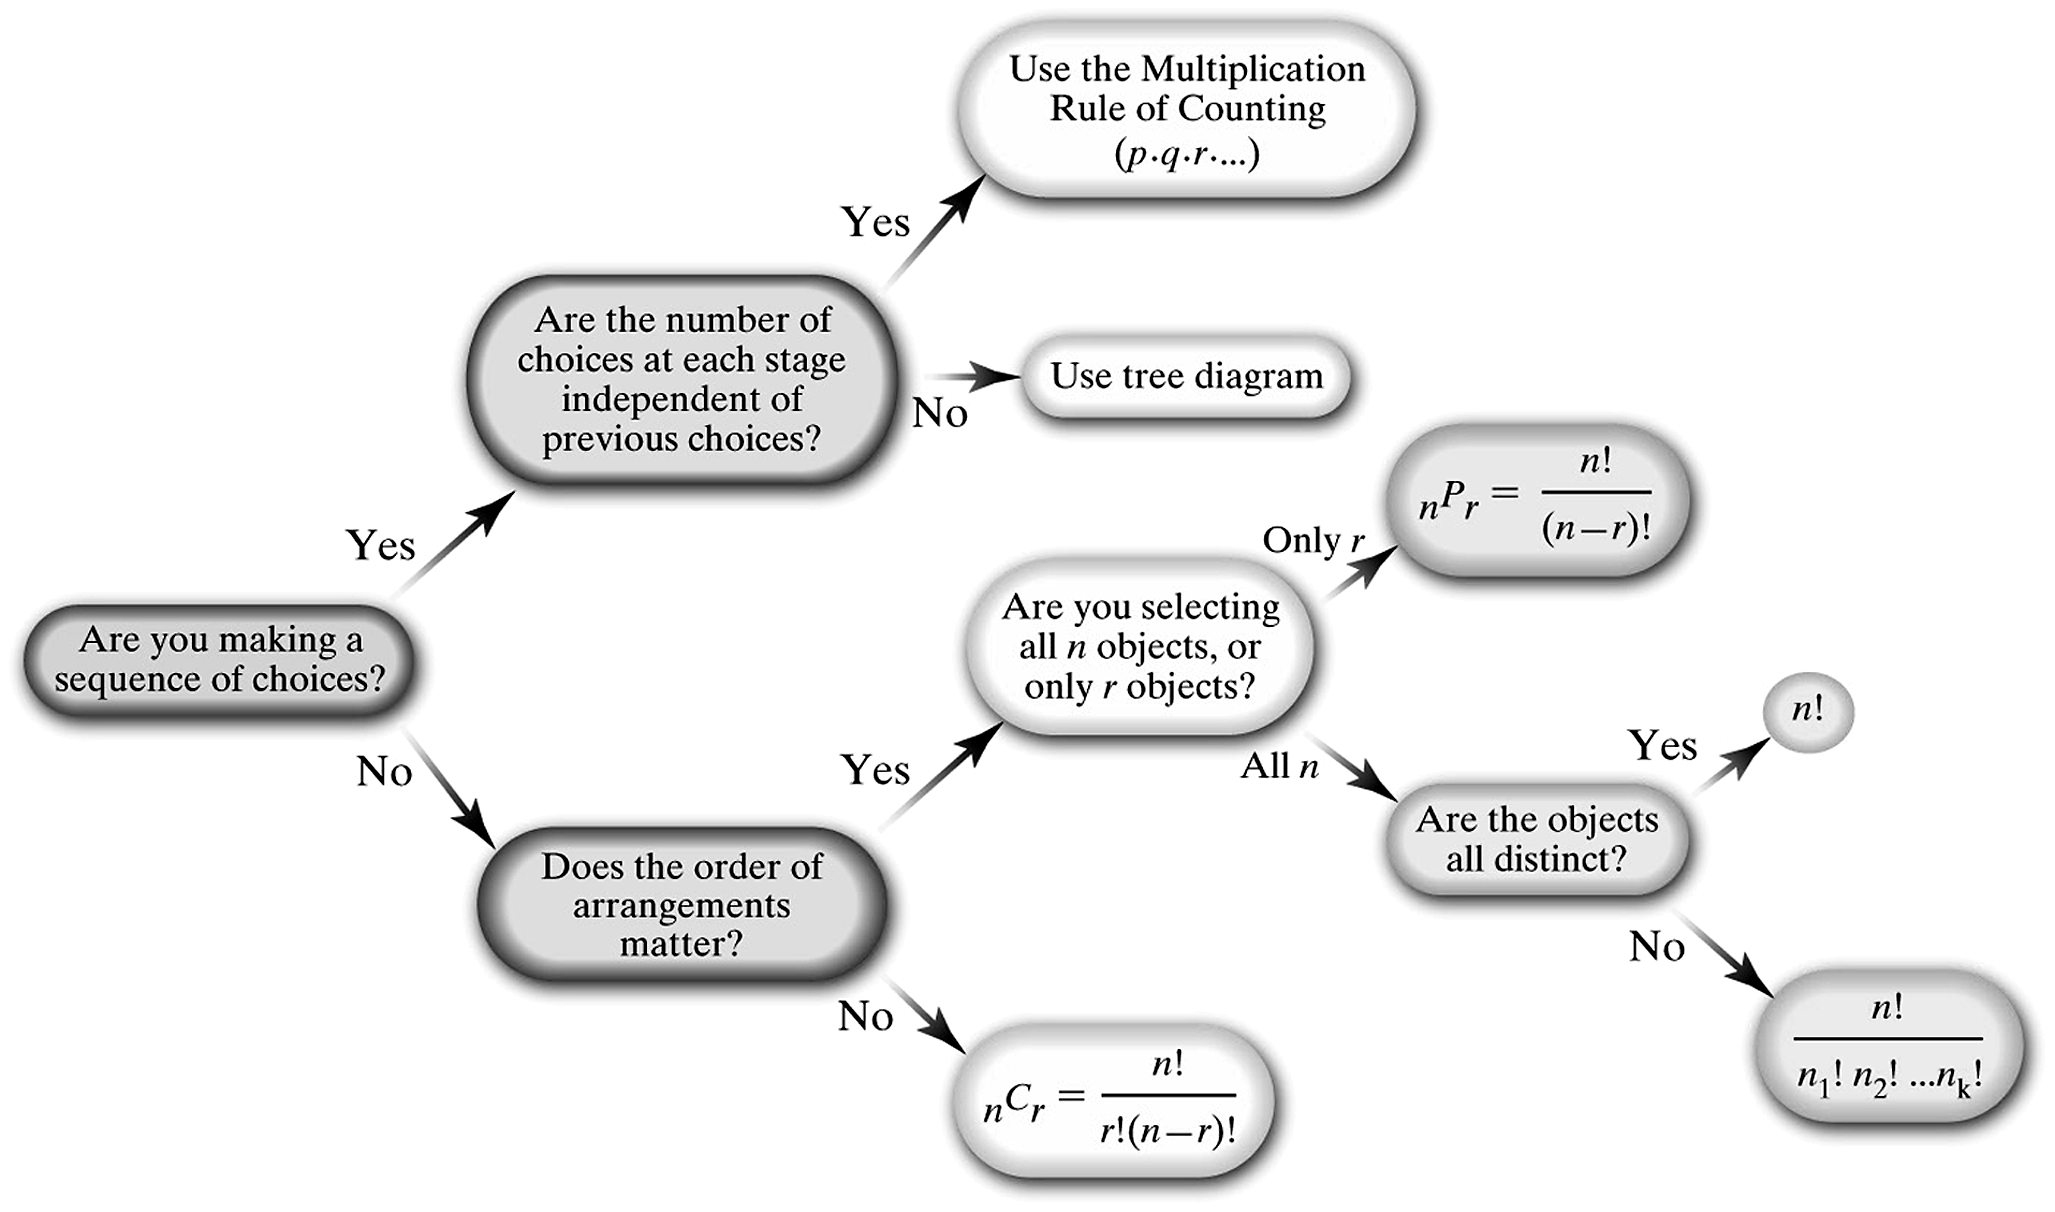 Use the Multiplication
Rule of Counting
(p·q·r·...)
Yes
Are the number of
choices at each stage
independent of
previous choices?
No
Use tree diagram
Yes
Are you making a
sequence of choices?
No
Does the order of
arrangements
matter?
Yes
Are you selecting
all n objects, or
only r objects?
Only r
nPr = n!
(n–r)!
All n
Are the objects
all distinct?
Yes
n!
No
n!
n1! n2! ...nk!
No
nCr = n!
r!(n–r)!